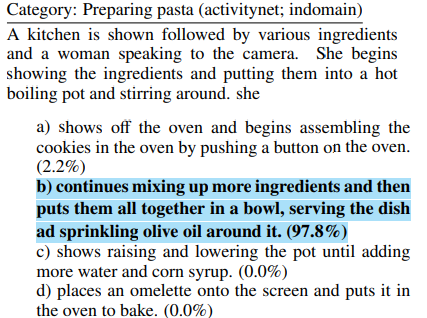 Category: Preparing pasta (activitynet; indomain)
A kitchen is shown followed by various ingredients
and a woman speaking to the camera. She begins
showing the ingredients and putting them into a hot
boiling pot and stirring around. she
a) shows off the oven and begins assembling the
cookies in the oven by pushing a button on the oven.
(2.2%)
b) continues mixing up more ingredients and then
puts them all together in a bowl, serving the dish
ad sprinkling olive oil around it. (97.8%)
c) shows raising and lowering the pot until adding
more water and corn syrup. (0.0%)
d) places an omelette onto the screen and puts it in
the oven to bake. (0.0%)